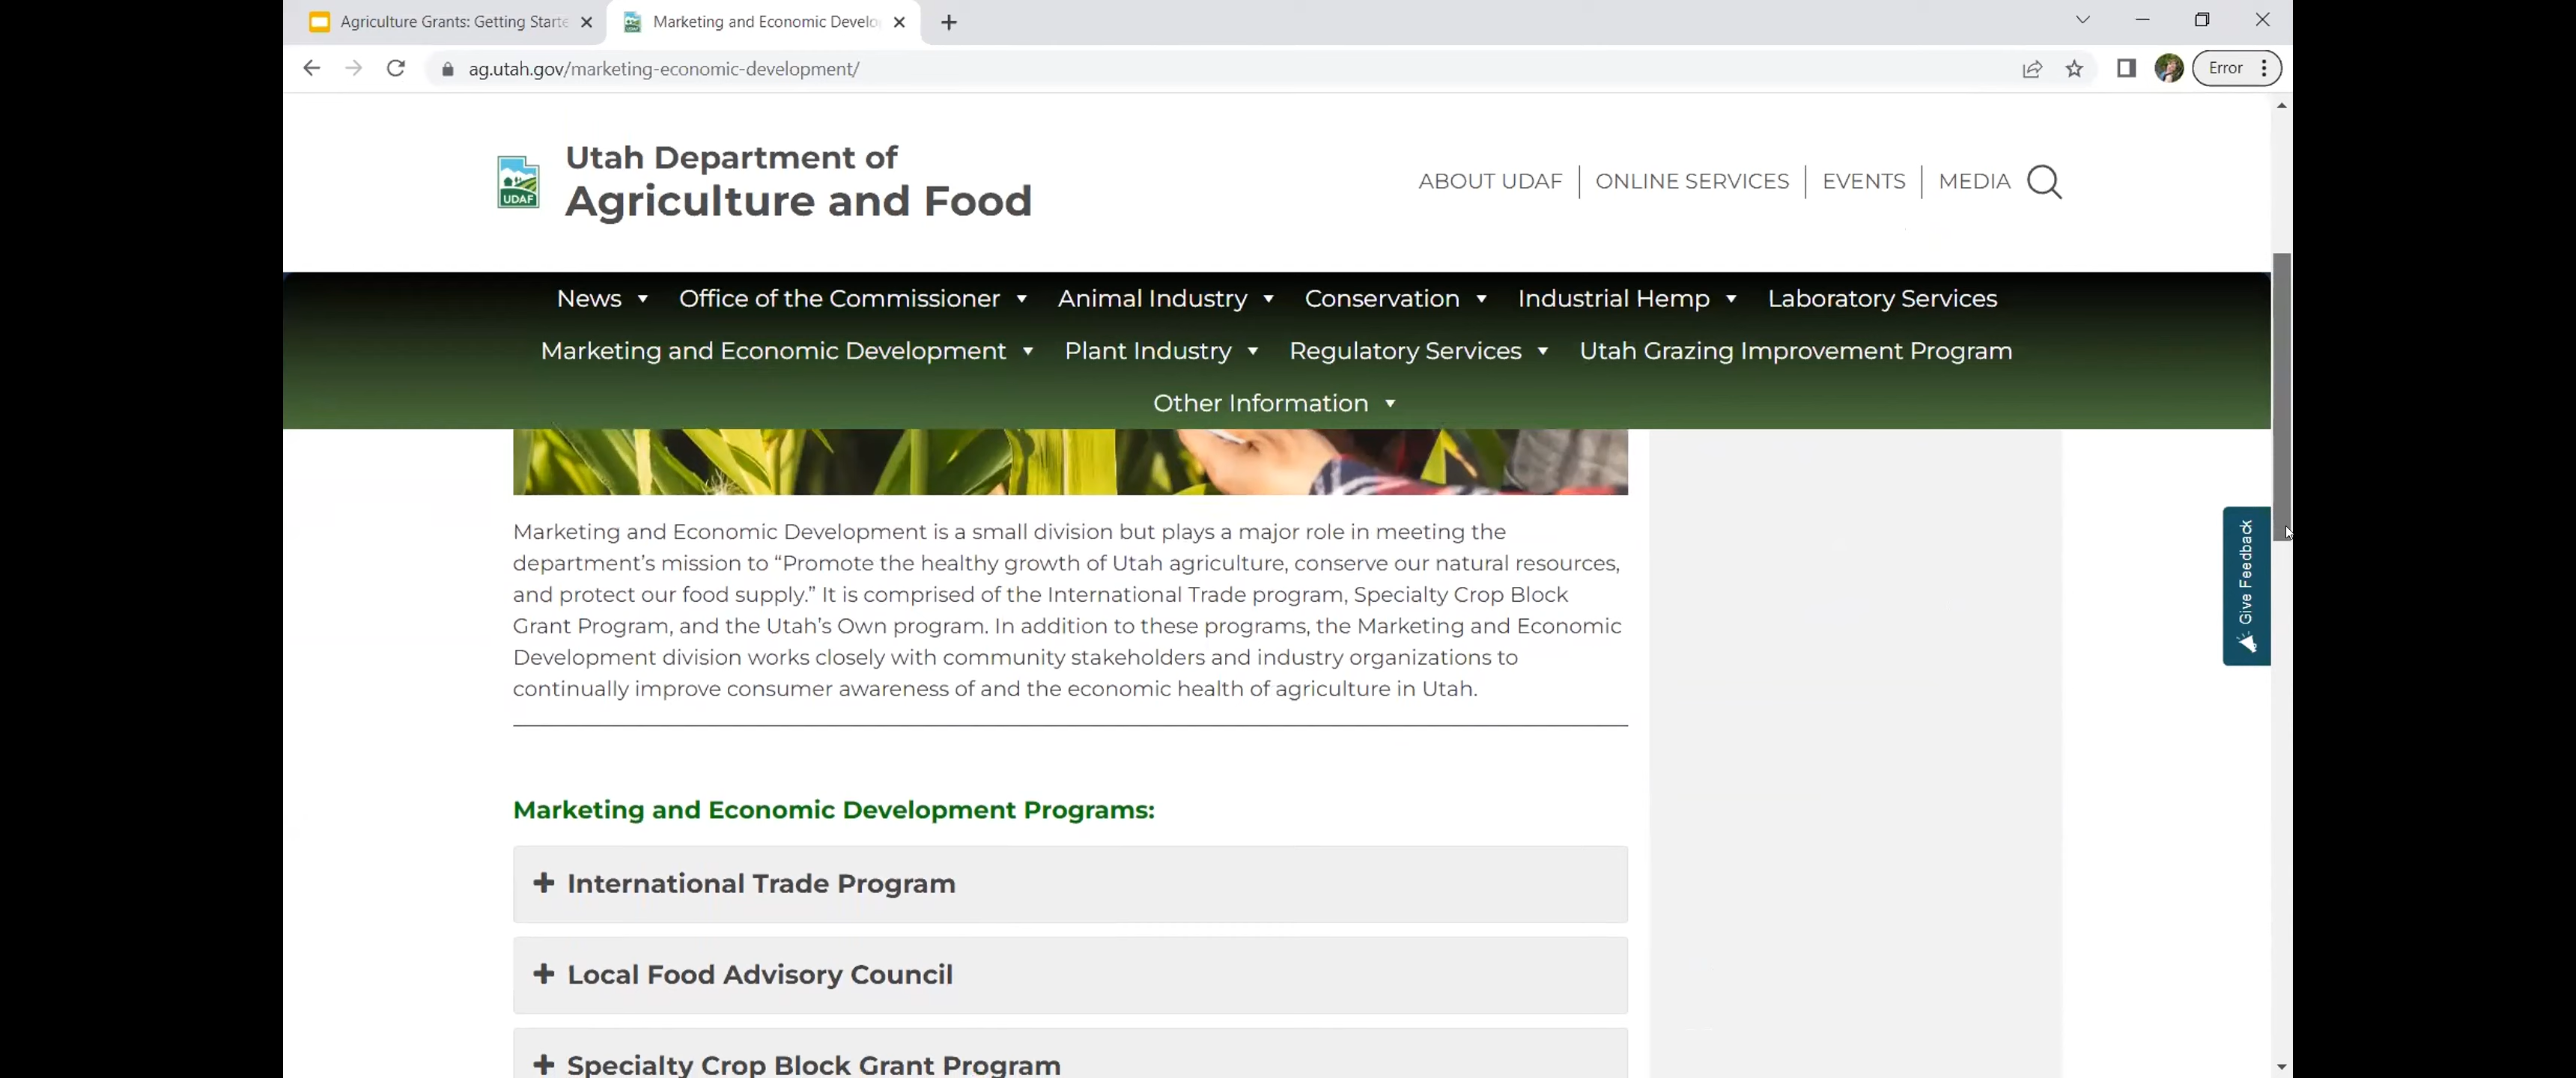 Agriculture Grants: Getting Starte
Marketing and Economic Develo
ag.utah.gov/marketing-economic-development/
Error
UDAF
Utah Department of
Agriculture and Food
ABOUT UDAF
ONLINE SERVICES
EVENTS
MEDIA
News
Office of the Commissioner
Animal Industry
Conservation
Industrial Hemp
Laboratory Services
Marketing and Economic Development
Plant Industry
Regulatory Services
Utah Grazing Improvement Program
Other Information
Marketing and Economic Development is a small division but plays a major role in meeting the
department’s mission to “Promote the healthy growth of Utah agriculture, conserve our natural resources,
and protect our food supply.” It is comprised of the International Trade program, Specialty Crop Block
Grant Program, and the Utah’s Own program. In addition to these programs, the Marketing and Economic
Development division works closely with community stakeholders and industry organizations to
continually improve consumer awareness of and the economic health of agriculture in Utah.
Give Feedback
Marketing and Economic Development Programs:
International Trade Program
Local Food Advisory Council
Specialty Crop Block Grant Program